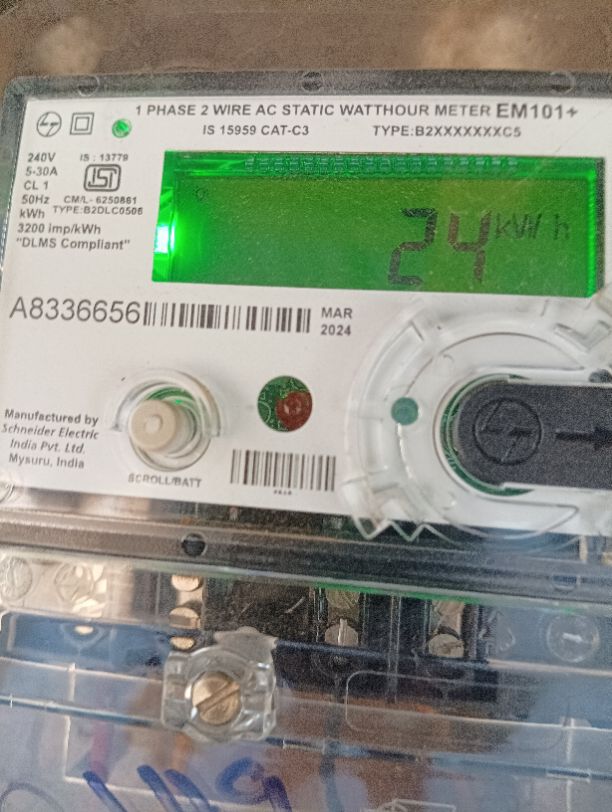 1 PHASE 2 WIRE AC STATIC WATTHOUR METER EM101+
IS 15959 CAT-C3 TYPE:B2XXXXXXXC5
240V
5-30A
CL 1
50Hz
kWh
3200 imp/kWh
"DLMS Compliant"
IS : 13779
ISI
CM/L- 6250881
TYPE:B2DLC0506
24 kWh
A8336656
MAR
2024
Manufactured by
Schneider Electric
India Pvt. Ltd.
Mysuru, India
SCROLL/BATT